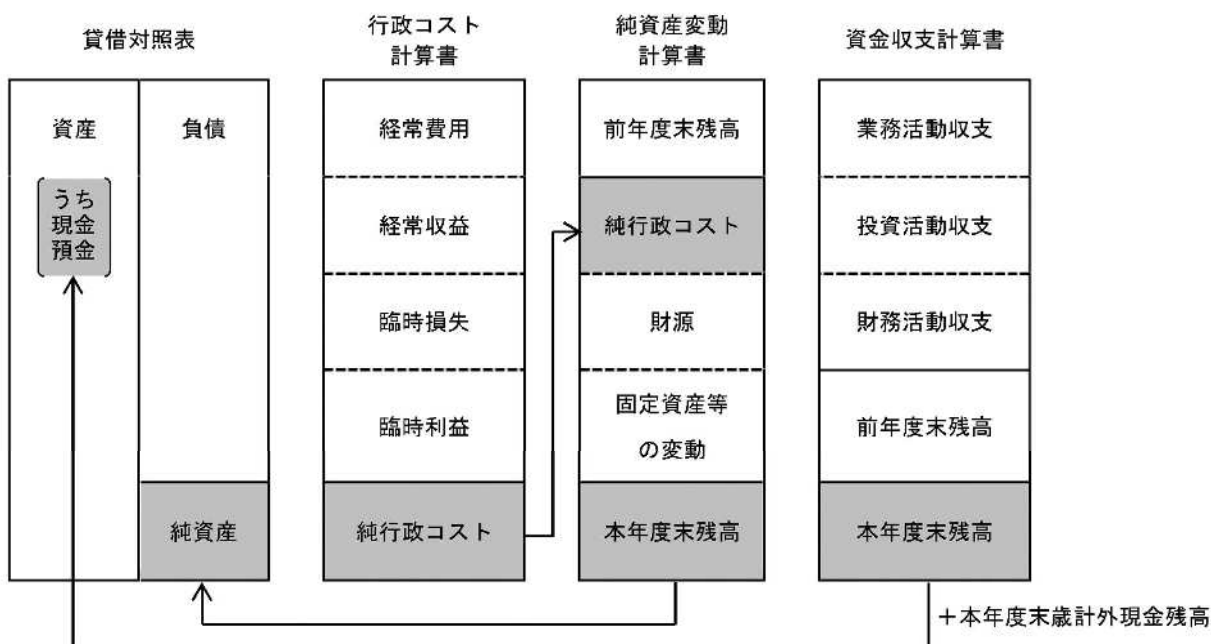 貸借対照表
資産
うち
現金
預金
負債
純資産
行政コスト
計算書
経常費用
経常収益
臨時損失
臨時利益
純行政コスト
純資産変動
計算書
前年度末残高
純行政コスト
財源
固定資産等
の変動
本年度末残高
資金収支計算書
業務活動収支
投資活動収支
財務活動収支
前年度末残高
本年度末残高
+本年度末歳計外現金残高